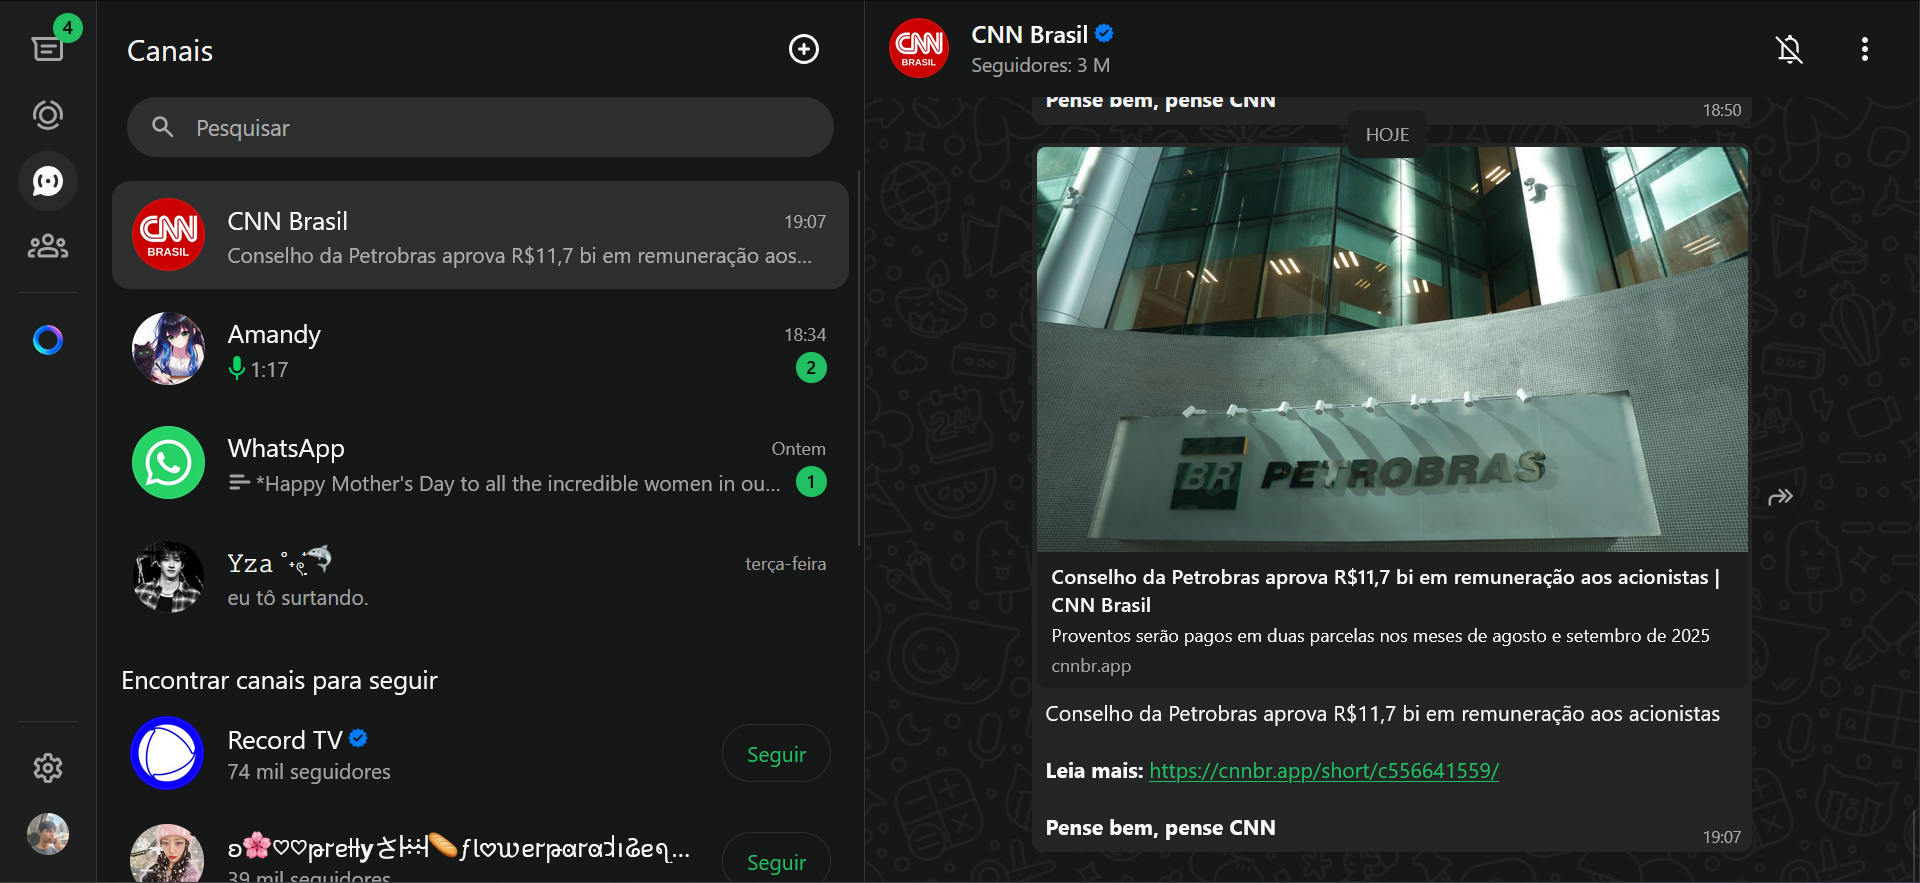 4
Canais
Pesquisar
CNN
BRASIL
CNN Brasil
19:07
Conselho da Petrobras aprova R$11,7 bi em remuneração aos...
Amandy
18:34
1:17
2
WhatsApp
Ontem
*Happy Mother's Day to all the incredible women in ou...
1
Yza
terça-feira
eu tô surtando.
Encontrar canais para seguir
Record TV
74 mil seguidores
Seguir
39 mil seguidores
Seguir
CNN
BRASIL
CNN Brasil
Seguidores: 3 M
Pense bem, pense CNN
18:50
HOJE
BR PETROBRAS
Conselho da Petrobras aprova R$11,7 bi em remuneração aos acionistas |
CNN Brasil
Proventos serão pagos em duas parcelas nos meses de agosto e setembro de 2025
cnnbr.app
Conselho da Petrobras aprova R$11,7 bi em remuneração aos acionistas
Leia mais: https://cnnbr.app/short/c556641559/
Pense bem, pense CNN
19:07